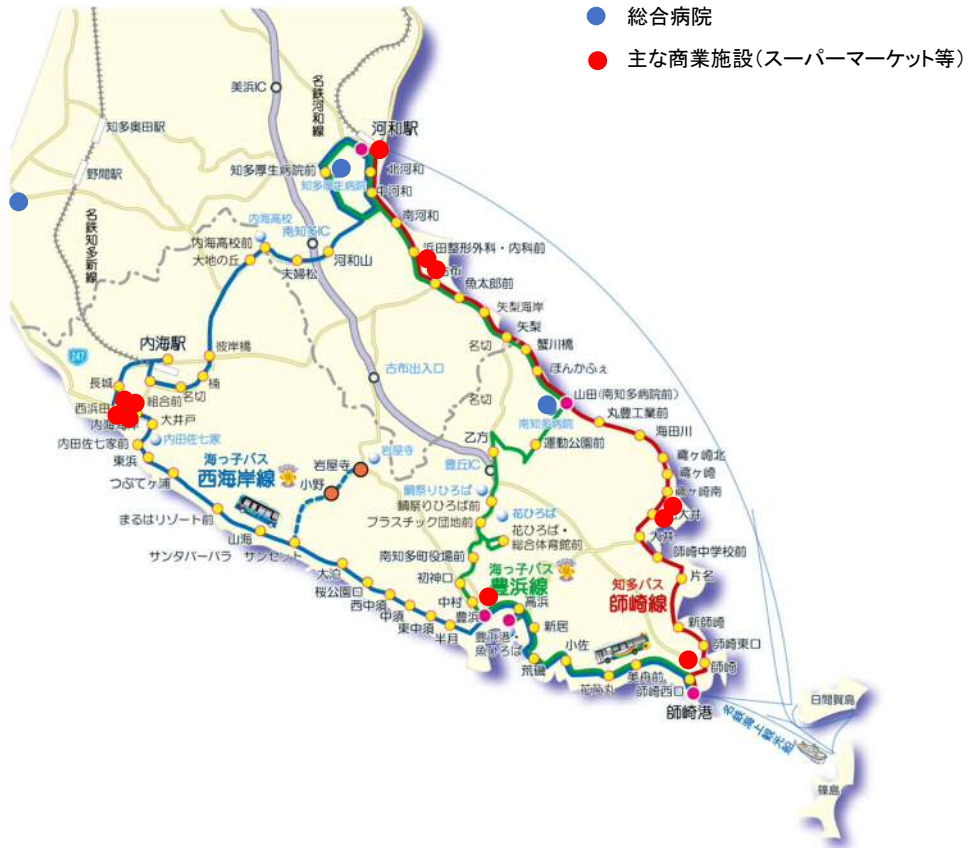 総合病院
主な商業施設(スーパーマーケット等)
美浜IC
名鉄河和線
河和駅
知多奥田駅
知多厚生病院前
知多厚生病院
北河和
中河和
野間駅
名鉄知多新線
南河和
内海高校
南知多IC
内海高校前
大地の丘
夫婦松
河和山
浜田整形外科・内科前
魚太郎前
矢梨海岸
矢梨
名切
蟹川橋
ほんかふぇ
内海駅
彼岸橋
247
古布出入口
名切
山田(南知多病院前)
長城
楠
名切
組合前
西浜田
大井戸
南知多病院
丸豊工業前
海田川
運動公園前
乙方
内田佐七家
内田佐七家前
東浜
つぶてヶ浦
海っ子バス
西海岸線
岩屋寺
岩屋寺
小野
豊丘IC
鳶ヶ崎北
鳶ヶ崎
鳶ヶ崎南
鯛祭りひろば
鯛祭りひろば前
プラスチック団地前
花ひろば
花ひろば・
総合体育館前
大井
師崎中学校前
まるはリゾート前
山海
サンタバーバラ
サンセット
南知多町役場前
初神口
海っ子バス
豊浜線
知多バス
師崎線
片名
大泊
桜公園口
西中須
中須
東中須
半月
中村
豊浜
高浜
新居
豊浜港・
魚ひろば
荒磯
小佐
新師崎
師崎東口
師崎
美舟前
師崎西口
師崎港
名鉄海上観光船
日間賀島
篠島